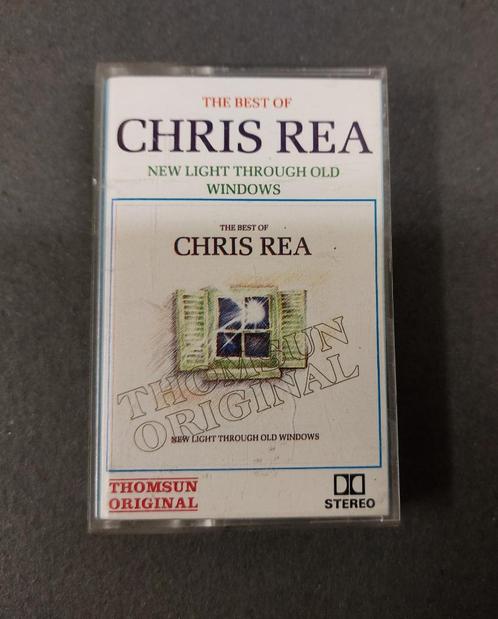 THE BEST OF
CHRIS REA
NEW LIGHT THROUGH OLD
WINDOWS
THE BEST OF
CHRIS REA
THOMSUN
ORIGINAL
NEW LIGHT THROUGH OLD WINDOWS
THOMSUN
ORIGINAL
STEREO